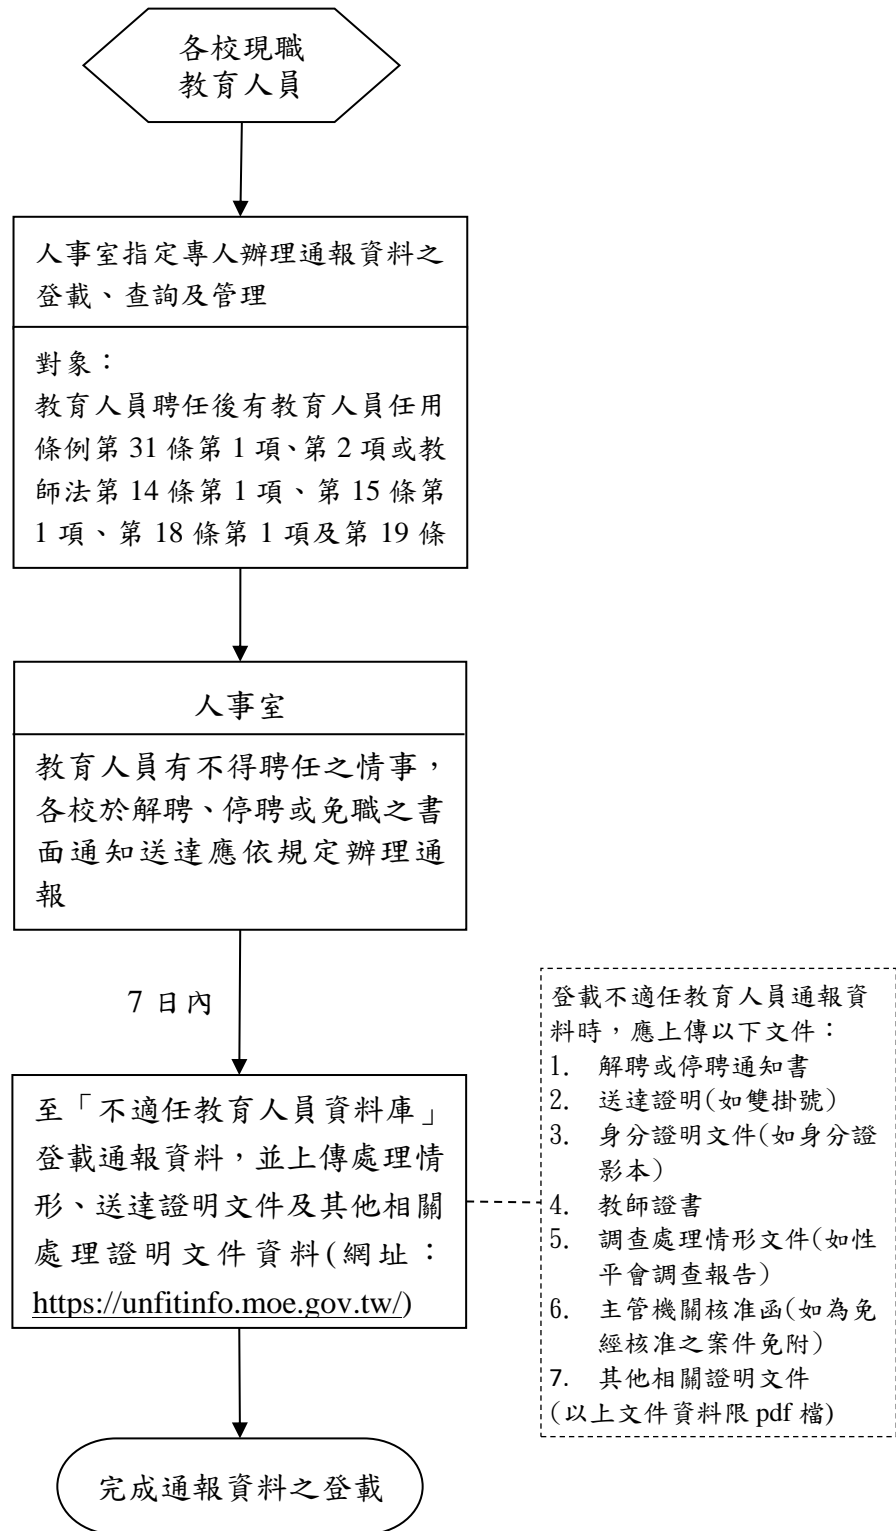 各校現職
教育人員
人事室指定專人辦理通報資料之
登載、查詢及管理
對象：
教育人員聘任後有教育人員任用
條例第 31 條第 1 項、第 2 項或教
師法第 14 條第 1 項、第 15 條第
1 項、第 18 條第 1 項及第 19 條
人事室
教育人員有不得聘任之情事，
各校於解聘、停聘或免職之書
面通知送達應依規定辦理通
報
7 日內
至「不適任教育人員資料庫」
登載通報資料，並上傳處理情
形、送達證明文件及其他相關
處理證明文件資料(網址：
https://unfitinfo.moe.gov.tw/)
登載不適任教育人員通報資
料時，應上傳以下文件：
1. 解聘或停聘通知書
2. 送達證明(如雙掛號)
3. 身分證明文件(如身分證
影本)
4. 教師證書
5. 調查處理情形文件(如性
平會調查報告)
6. 主管機關核准函(如為免
經核准之案件免附)
7. 其他相關證明文件
(以上文件資料限 pdf 檔)
完成通報資料之登載